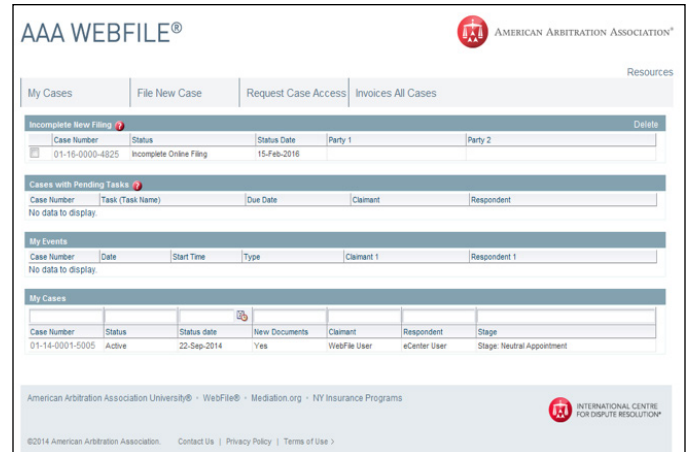 AAA WEBFILE®
AMERICAN ARBITRATION ASSOCIATION®
Resources
My Cases File New Case Request Case Access Invoices All Cases
Incomplete New Filing ? Delete
Case Number Status Status Date Party 1 Party 2
01-16-0000-4825 Incomplete Online Filing 15-Feb-2016
Cases with Pending Tasks ?
Case Number Task (Task Name) Due Date Claimant Respondent
No data to display.
My Events
Case Number Date Start Time Type Claimant 1 Respondent 1
No data to display.
My Cases
Case Number Status Status date New Documents Claimant Respondent Stage
01-14-0001-5005 Active 22-Sep-2014 Yes WebFile User eCenter User Stage: Neutral Appointment
American Arbitration Association University® - WebFile® - Mediation.org - NY Insurance Programs
INTERNATIONAL CENTRE
FOR DISPUTE RESOLUTION®
©2014 American Arbitration Association. Contact Us | Privacy Policy | Terms of Use >